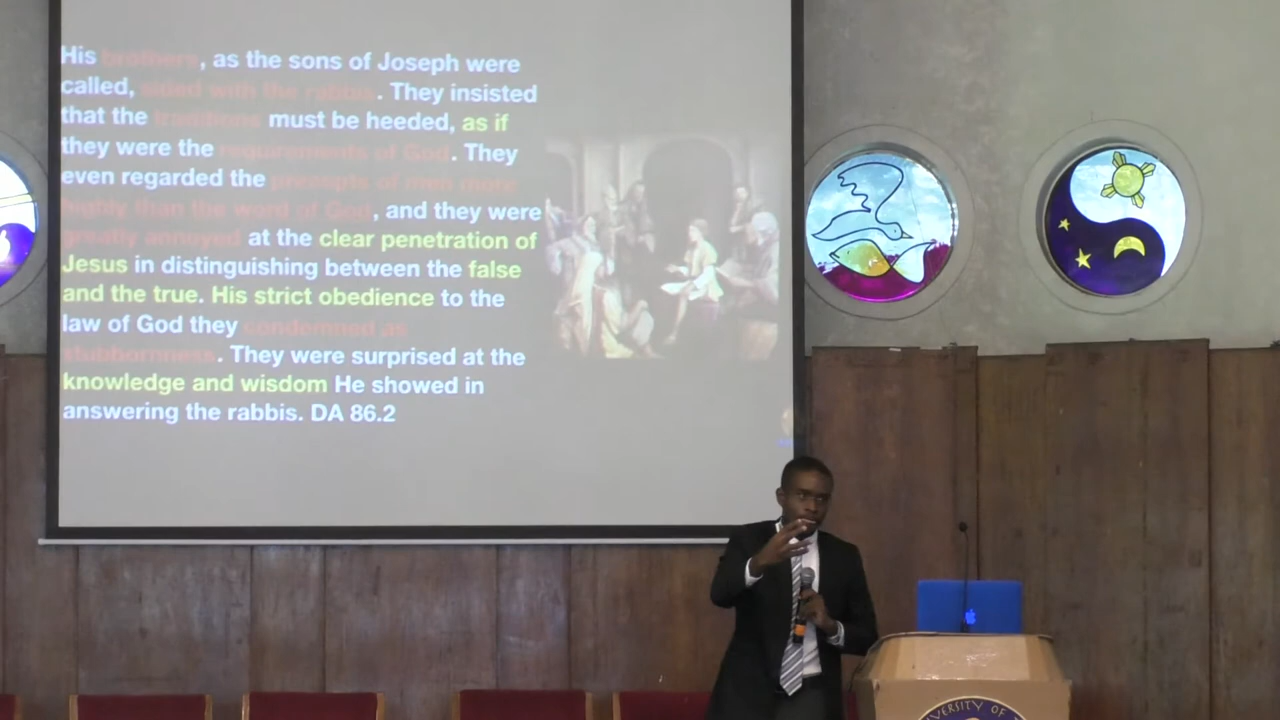 His brothers, as the sons of Joseph were
called, sided with the rabbis. They insisted
that the traditions must be heeded, as if
they were the requirements of God. They
even regarded the precepts of men more
highly than the word of God, and they were
greatly annoyed at the clear penetration of
Jesus in distinguishing between the false
and the true. His strict obedience to the
law of God they condemned as
stubbornness. They were surprised at the
knowledge and wisdom He showed in
answering the rabbis. DA 86.2
VERSITY OF